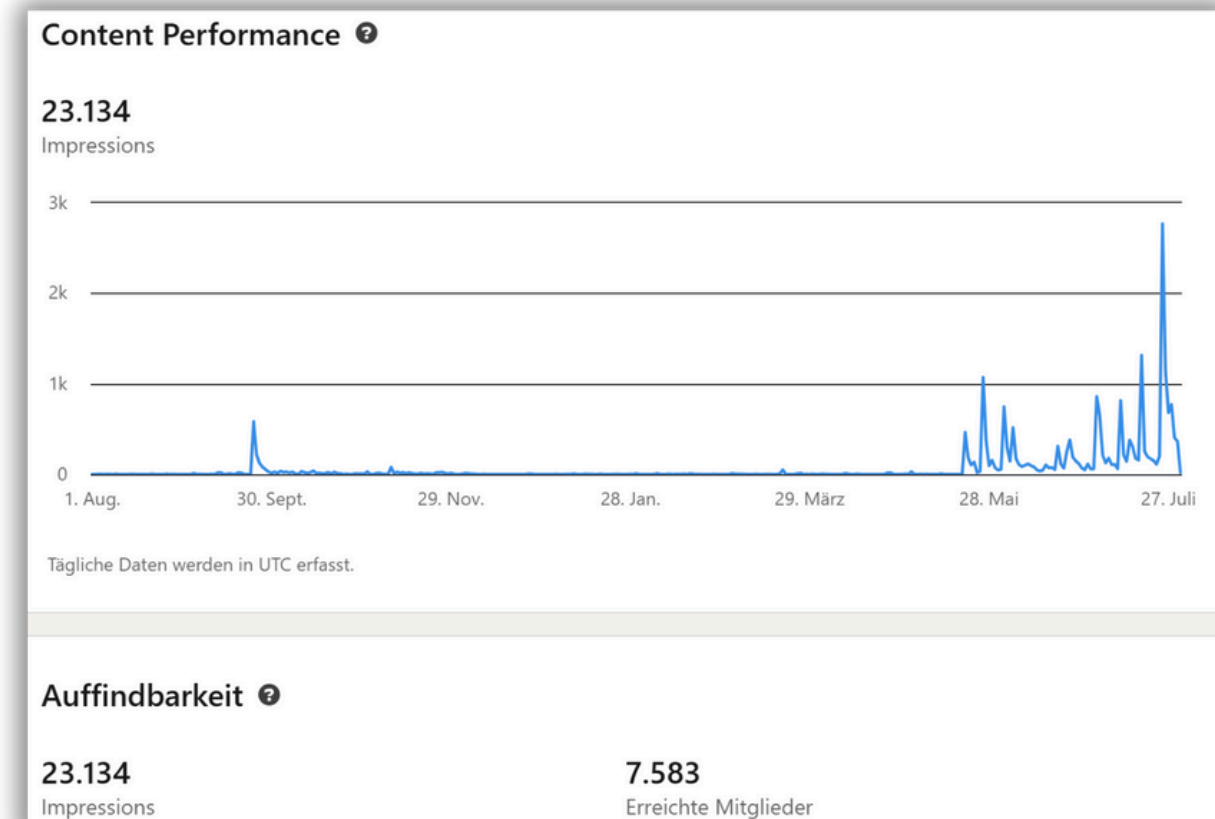 Content Performance ?
23.134
Impressions
3k
2k
1k
0
1. Aug. 30. Sept. 29. Nov. 28. Jan. 29. März 28. Mai 27. Juli
Tägliche Daten werden in UTC erfasst.
Auffindbarkeit ?
23.134 7.583
Impressions Erreichte Mitglieder